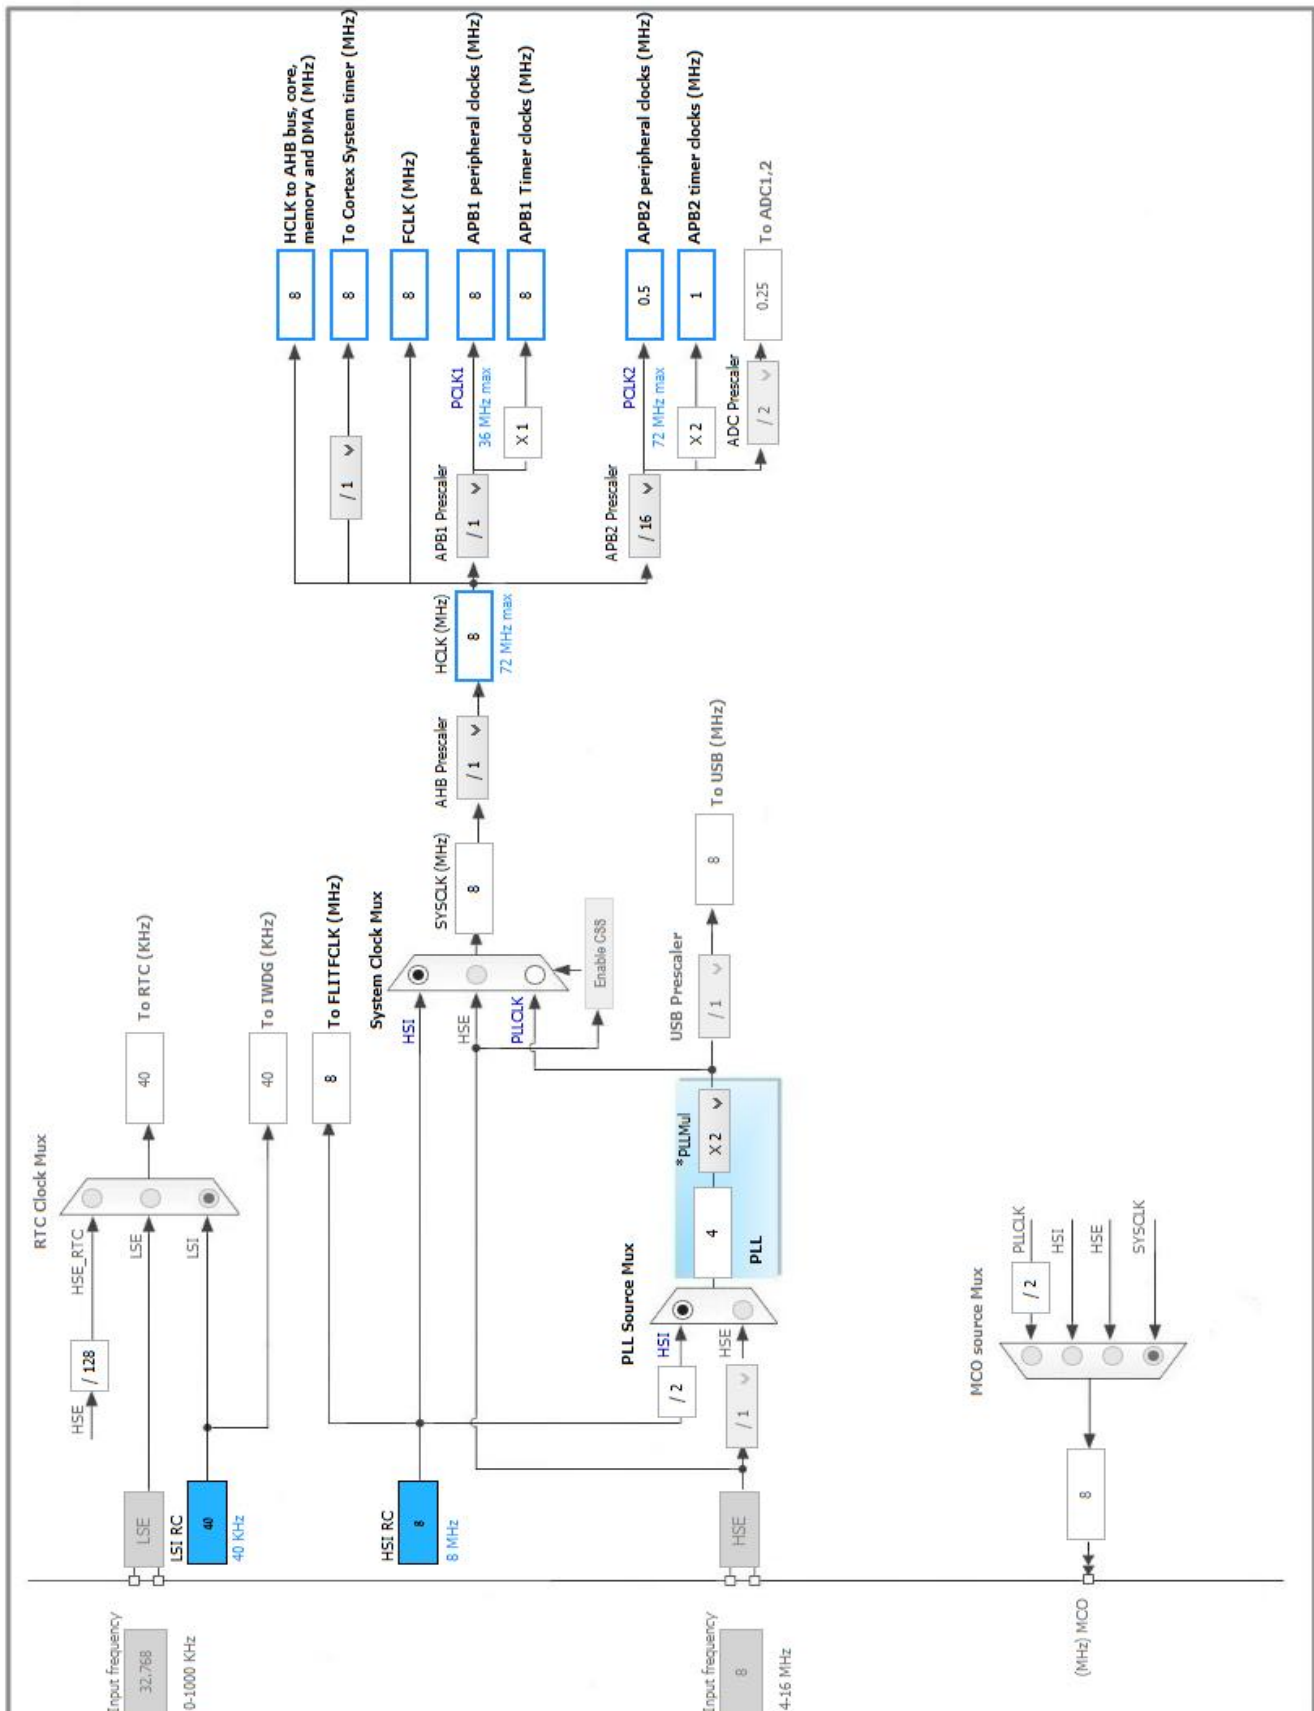 RTC Clock Mux
HSE
/ 128
HSE_RTC
Input frequency
32.768
0-1000 KHz
LSE
LSE
40
To RTC (KHz)
LSI RC
40
40 KHz
LSI
40
To IWDG (KHz)
8
To FLITFCLK (MHz)
HSI RC
8
8 MHz
System Clock Mux
HSI
HSE
PLLCLK
Enable CSS
SYSCLK (MHz)
8
AHB Prescaler
/ 1
HCLK (MHz)
8
72 MHz max
8
HCLK to AHB bus, core,
memory and DMA (MHz)
/ 1
8
To Cortex System timer (MHz)
8
FCLK (MHz)
APB1 Prescaler
/ 1
PCLK1
36 MHz max
8
APB1 peripheral clocks (MHz)
X 1
8
APB1 Timer clocks (MHz)
APB2 Prescaler
/ 16
PCLK2
72 MHz max
0.5
APB2 peripheral clocks (MHz)
X 2
1
APB2 timer clocks (MHz)
ADC Prescaler
/ 2
0.25
To ADC1,2
PLL Source Mux
/ 2
HSI
Input frequency
8
4-16 MHz
HSE
/ 1
HSE
4
*PLLMul
X 2
PLL
USB Prescaler
/ 1
8
To USB (MHz)
MCO source Mux
(MHz) MCO
8
/ 2
PLLCLK
HSI
HSE
SYSCLK